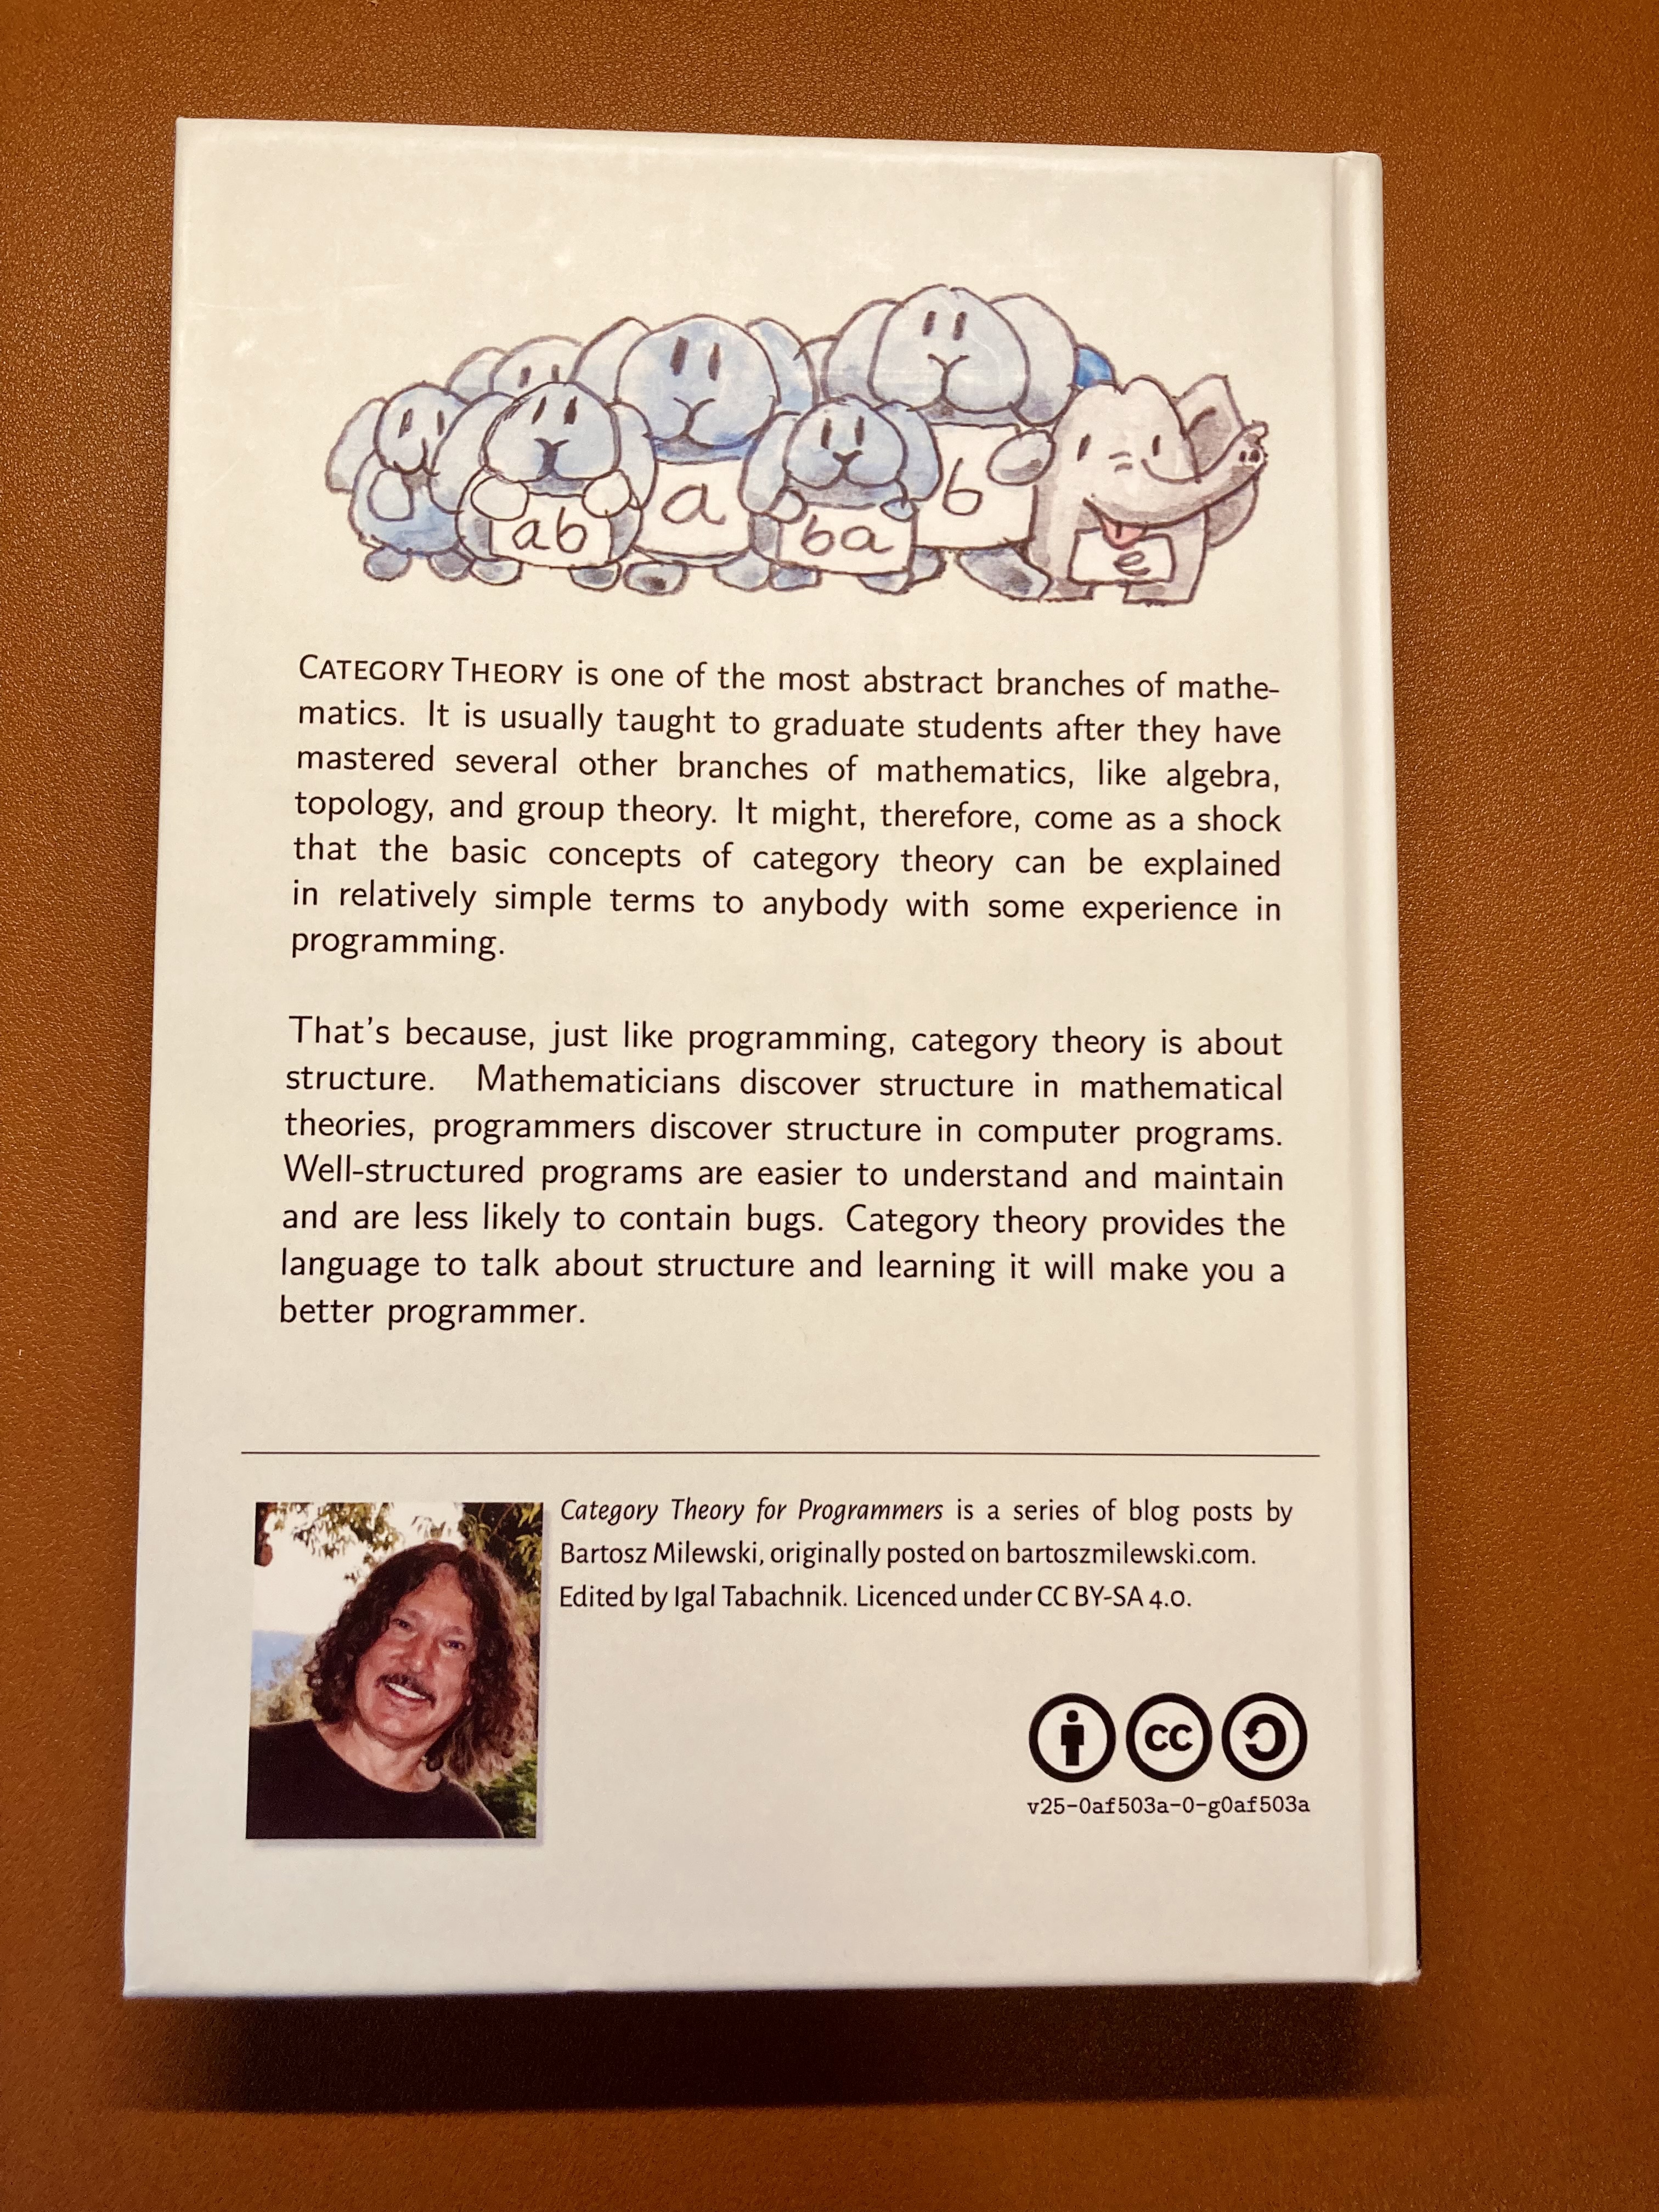 ab
a
ba
b
e
CATEGORY THEORY is one of the most abstract branches of mathe-
matics. It is usually taught to graduate students after they have
mastered several other branches of mathematics, like algebra,
topology, and group theory. It might, therefore, come as a shock
that the basic concepts of category theory can be explained
in relatively simple terms to anybody with some experience in
programming.
That's because, just like programming, category theory is about
structure. Mathematicians discover structure in mathematical
theories, programmers discover structure in computer programs.
Well-structured programs are easier to understand and maintain
and are less likely to contain bugs. Category theory provides the
language to talk about structure and learning it will make you a
better programmer.
Category Theory for Programmers is a series of blog posts by
Bartosz Milewski, originally posted on bartoszmilewski.com.
Edited by Igal Tabachnik. Licenced under CC BY-SA 4.0.
cc
v25-0af503a-0-g0af503a